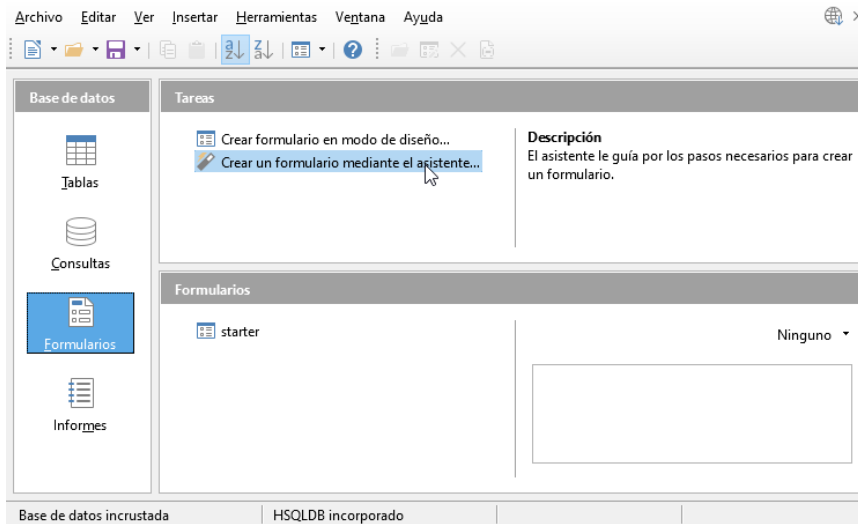 Archivo Editar Ver Insertar Herramientas Ventana Ayuda
Base de datos
Tareas
Tablas
Consultas
Formularios
Informes
Crear formulario en modo de diseño...
Crear un formulario mediante el asistente...
Descripción
El asistente le guía por los pasos necesarios para crear
un formulario.
Formularios
starter
Ninguno
Base de datos incrustada
HSQLDB incorporado